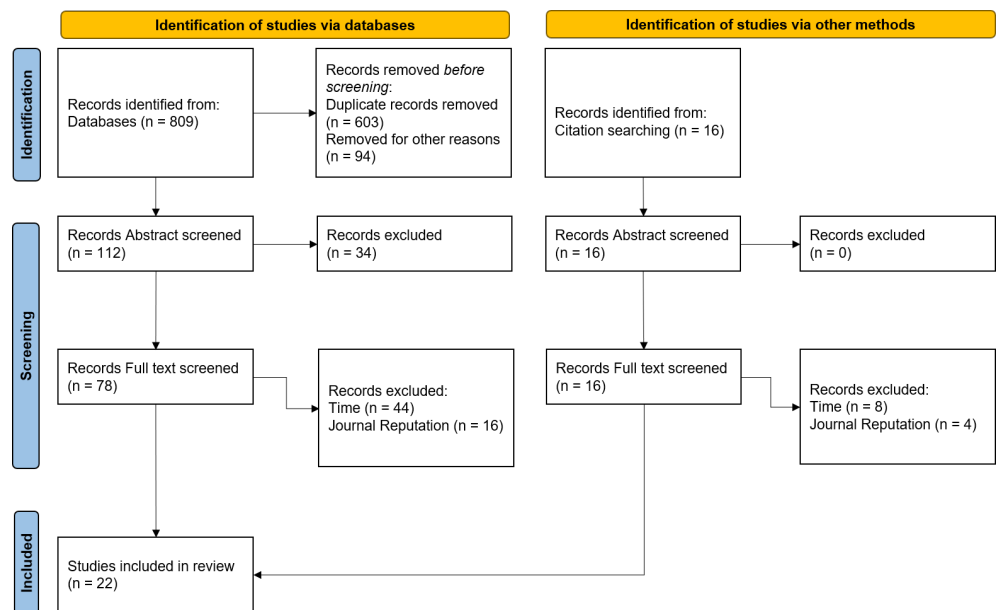 Identification of studies via databases
Identification of studies via other methods
Identification
Records identified from:
Databases (n = 809)
Records removed before
screening:
Duplicate records removed
(n = 603)
Removed for other reasons
(n = 94)
Records identified from:
Citation searching (n = 16)
Screening
Records Abstract screened
(n = 112)
Records excluded
(n = 34)
Records Abstract screened
(n = 16)
Records excluded
(n = 0)
Records Full text screened
(n = 78)
Records excluded:
Time (n = 44)
Journal Reputation (n = 16)
Records Full text screened
(n = 16)
Records excluded:
Time (n = 8)
Journal Reputation (n = 4)
Included
Studies included in review
(n = 22)